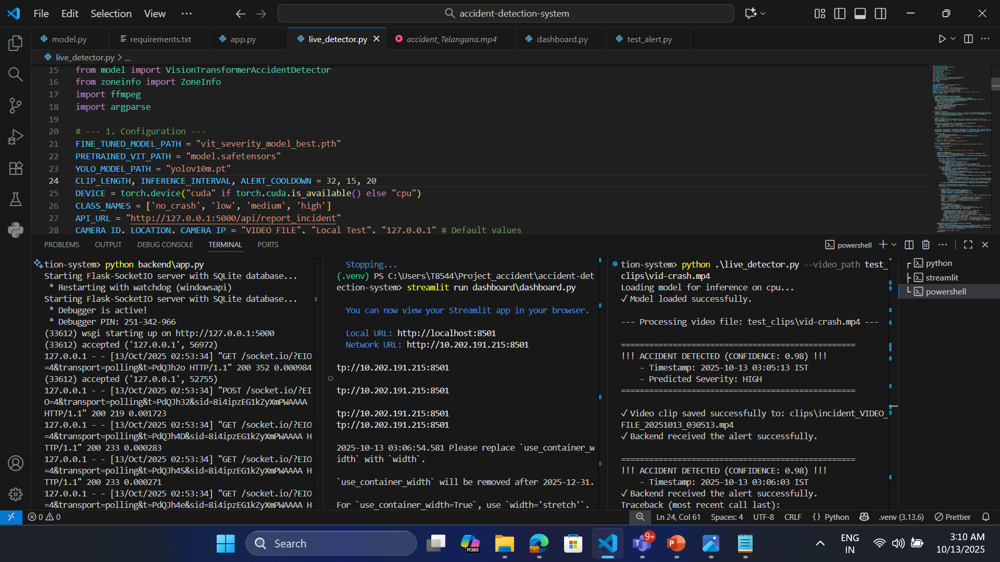 File Edit Selection View ...
accident-detection-system
model.py requirements.txt app.py live_detector.py accident_Telangana.mp4 dashboard.py test_alert.py
live_detector.py > ...
15 from model import VisionTransformerAccidentDetector
16 from zoneinfo import ZoneInfo
17 import ffmpeg
18 import argparse
19
20 # --- 1. Configuration ---
21 FINE_TUNED_MODEL_PATH = "vit_severity_model_best.pth"
22 PRETRAINED_VIT_PATH = "model.safetensors"
23 YOLO_MODEL_PATH = "yolov10m.pt"
24 CLIP_LENGTH, INFERENCE_INTERVAL, ALERT_COOLDOWN = 32, 15, 20
25 DEVICE = torch.device("cuda" if torch.cuda.is_available() else "cpu")
26 CLASS_NAMES = ['no_crash', 'low', 'medium', 'high']
27 API_URL = "http://127.0.0.1:5000/api/report_incident"
28 CAMERA_ID, LOCATION, CAMERA_IP = "VIDEO_FILE", "Local Test", "127.0.0.1" # Default values
PROBLEMS OUTPUT DEBUG CONSOLE TERMINAL PORTS
powershell
tion-system> python backend\app.py
Starting Flask-SocketIO server with SQLite database...
* Restarting with watchdog (windowsapi)
Starting Flask-SocketIO server with SQLite database...
* Debugger is active!
* Debugger PIN: 251-342-966
(33612) wsgi starting up on http://127.0.0.1:5000
(33612) accepted ('127.0.0.1', 56972)
127.0.0.1 - - [13/Oct/2025 02:53:34] "GET /socket.io/?EIO
=4&transport=polling&t=PdQJh2o HTTP/1.1" 200 352 0.000984
(33612) accepted ('127.0.0.1', 52755)
127.0.0.1 - - [13/Oct/2025 02:53:34] "POST /socket.io/?EI
O=4&transport=polling&t=PdQJh32&sid=8i4ipzEG1kZyXmPWAAAA
HTTP/1.1" 200 219 0.001723
127.0.0.1 - - [13/Oct/2025 02:53:34] "GET /socket.io/?EIO
=4&transport=polling&t=PdQJh4D&sid=8i4ipzEG1kZyXmPWAAAA H
TTP/1.1" 200 233 0.000283
127.0.0.1 - - [13/Oct/2025 02:53:34] "GET /socket.io/?EIO
=4&transport=polling&t=PdQJh4S&sid=8i4ipzEG1kZyXmPWAAAA H
TTP/1.1" 200 233 0.000271
127.0.0.1 - - [13/Oct/2025 02:53:34] "GET /socket.io/?EIO
=4&transport=polling&t=PdQJh4e&sid=8i4ipzEG1kZyXmPWAAAA H
Stopping...
(.venv) PS C:\Users\T8544\Project_accident\accident-det
ection-system> streamlit run dashboard\dashboard.py
You can now view your Streamlit app in your browser.
Local URL: http://localhost:8501
Network URL: http://10.202.191.215:8501
tp://10.202.191.215:8501
tp://10.202.191.215:8501
tp://10.202.191.215:8501
tp://10.202.191.215:8501
2025-10-13 03:06:54.581 Please replace `use_container_w
idth` with `width`.
`use_container_width` will be removed after 2025-12-31.
For `use_container_width=True`, use `width='stretch'`.
tion-system> python .\live_detector.py --video_path test_
clips\vid-crash.mp4
Loading model for inference on cpu...
✓ Model loaded successfully.
--- Processing video file: test_clips\vid-crash.mp4 ---
==================================================
!!! ACCIDENT DETECTED (CONFIDENCE: 0.98) !!!
- Timestamp: 2025-10-13 03:05:13 IST
- Predicted Severity: HIGH
==================================================
✓ Video clip saved successfully to: clips\incident_VIDEO_
FILE_20251013_030513.mp4
✓ Backend received the alert successfully.
==================================================
!!! ACCIDENT DETECTED (CONFIDENCE: 0.98) !!!
- Timestamp: 2025-10-13 03:06:03 IST
✓ Backend received the alert successfully.
Traceback (most recent call last):
python
streamlit
powershell
0 0 Ln 24, Col 61 Spaces: 4 UTF-8 CRLF {} Python .venv (3.13.6) Prettier
Search
M365
9+
ENG
IN
3:10 AM
10/13/2025